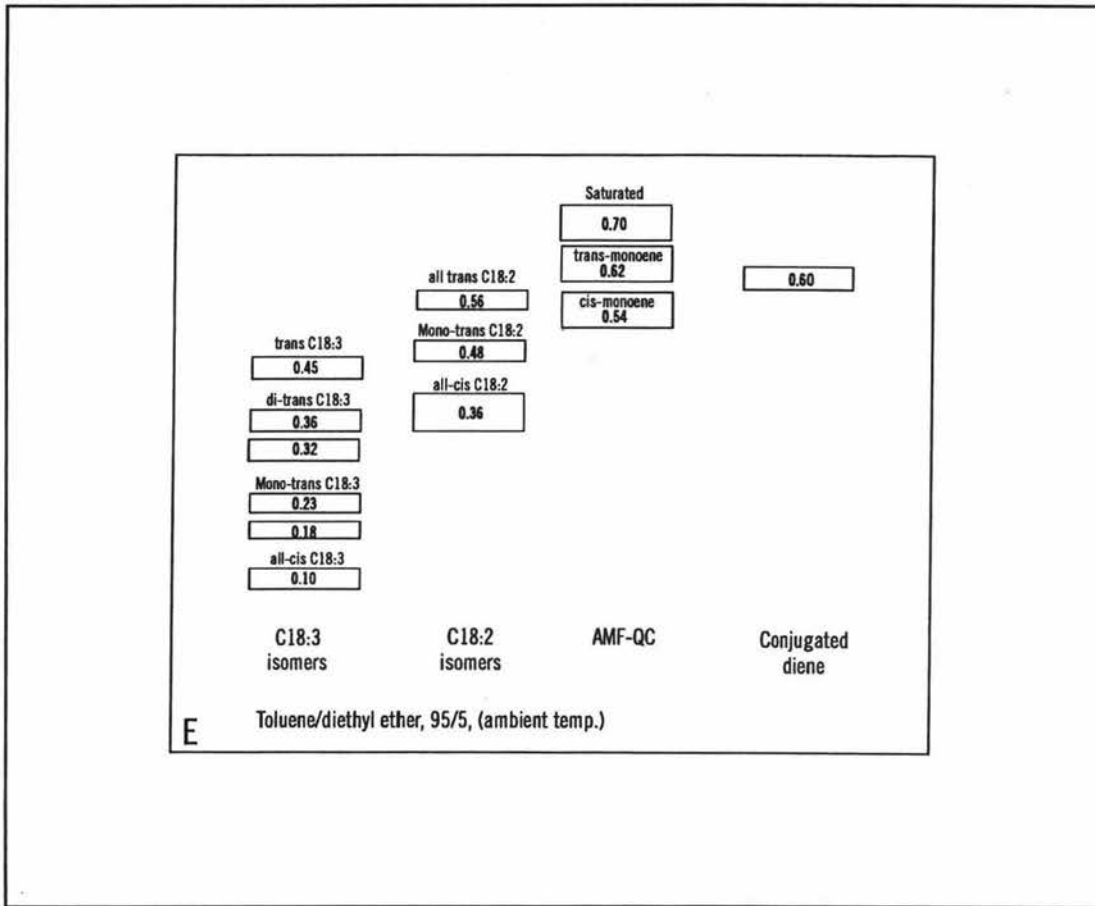 Saturated
0.70
trans-monoene
0.62
cis-monoene
0.54
0.60
all trans C18:2
0.56
Mono-trans C18:2
0.48
all-cis C18:2
0.36
trans C18:3
0.45
di-trans C18:3
0.36
0.32
Mono-trans C18:3
0.23
0.18
all-cis C18:3
0.10
C18:3
isomers
C18:2
isomers
AMF-QC
Conjugated
diene
E
Toluene/diethyl ether, 95/5, (ambient temp.)